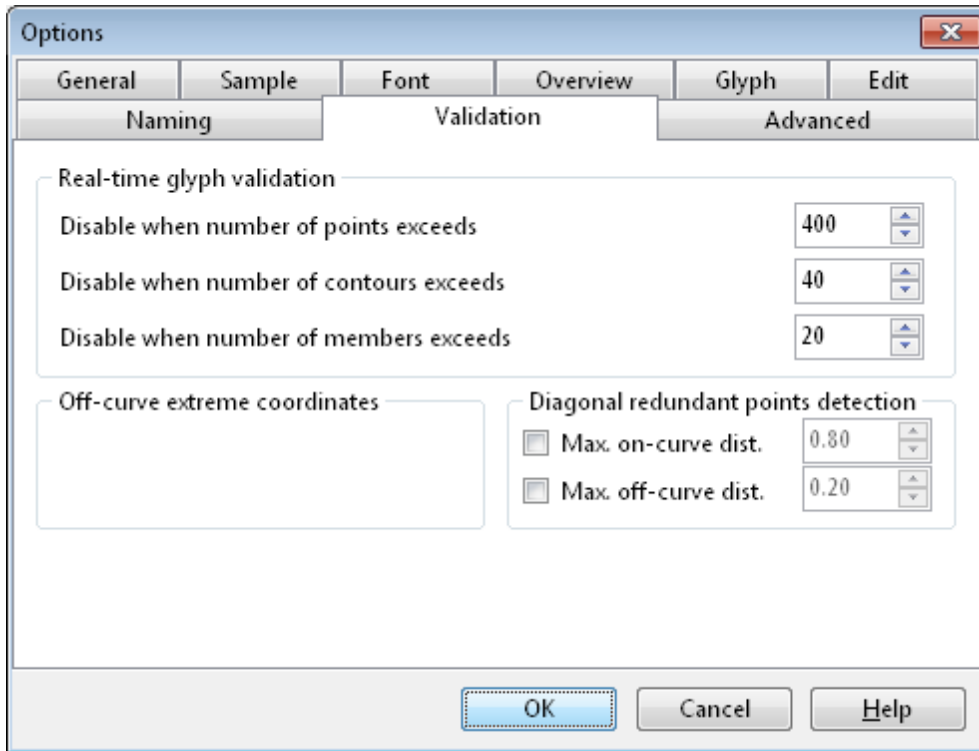 Options
General Sample Font Overview Glyph Edit
Naming Validation Advanced
Real-time glyph validation
Disable when number of points exceeds 400
Disable when number of contours exceeds 40
Disable when number of members exceeds 20
Off-curve extreme coordinates
Diagonal redundant points detection
Max. on-curve dist. 0.80
Max. off-curve dist. 0.20
OK Cancel Help